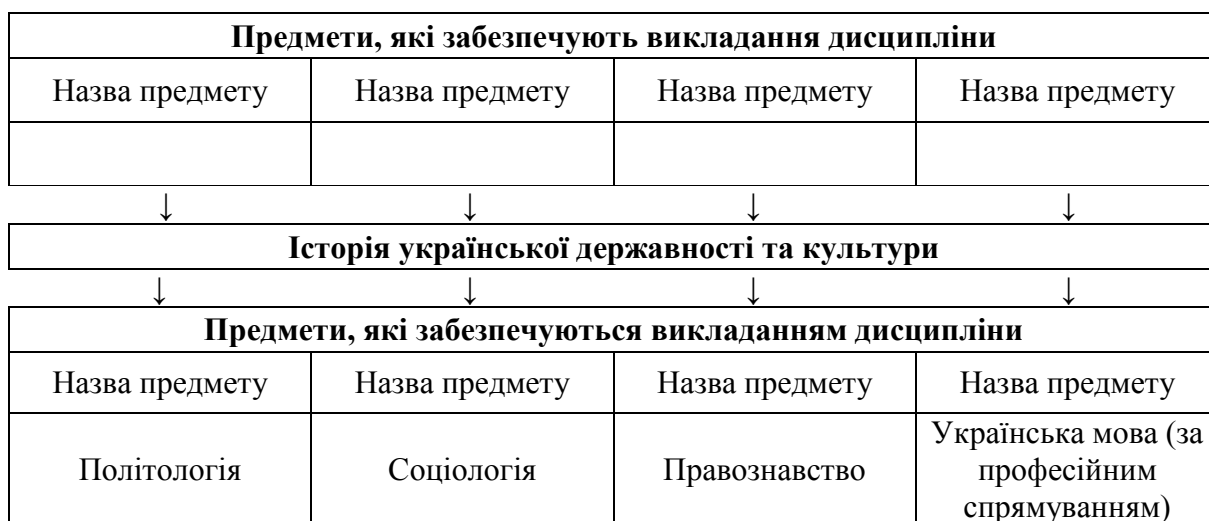 Предмети, які забезпечують викладання дисципліни
Назва предмету Назва предмету Назва предмету Назва предмету
↓ ↓ ↓ ↓
Історія української державності та культури
↓ ↓ ↓ ↓
Предмети, які забезпечуються викладанням дисципліни
Назва предмету Назва предмету Назва предмету Назва предмету
Політологія Соціологія Правознавство Українська мова (за
професійним
спрямуванням)